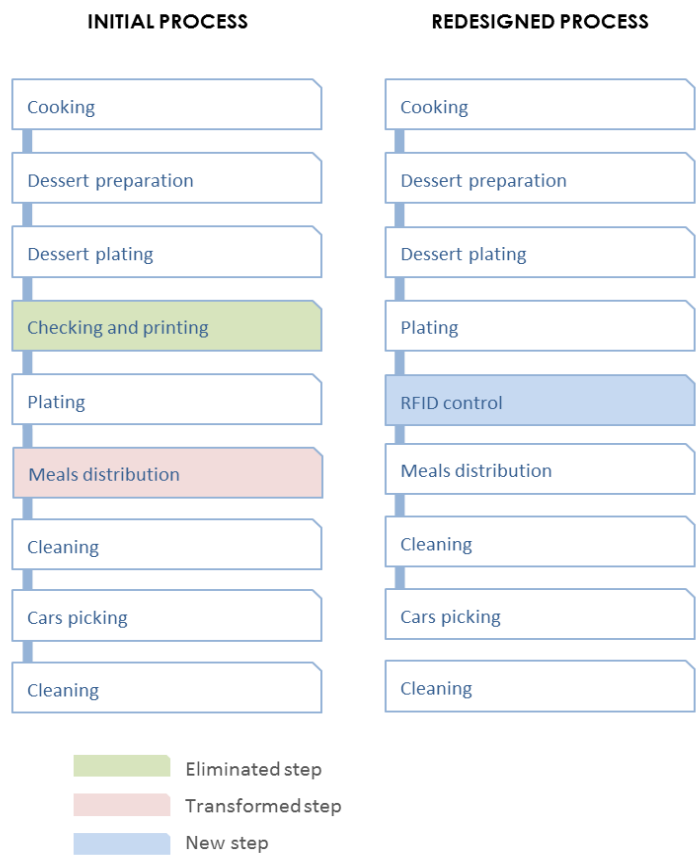 INITIAL PROCESS
Cooking
Dessert preparation
Dessert plating
Checking and printing
Plating
Meals distribution
Cleaning
Cars picking
Cleaning
REDESIGNED PROCESS
Cooking
Dessert preparation
Dessert plating
Plating
RFID control
Meals distribution
Cleaning
Cars picking
Cleaning
Eliminated step
Transformed step
New step